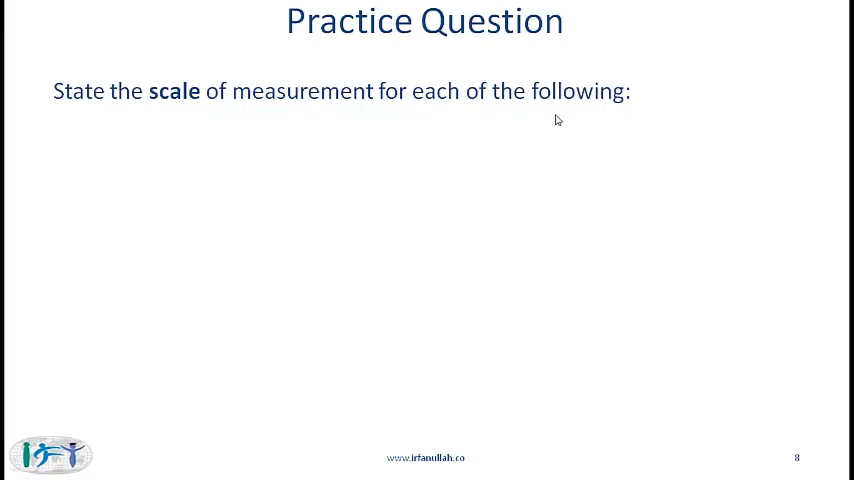 Practice Question
State the scale of measurement for each of the following:
www.irfanullah.co
8